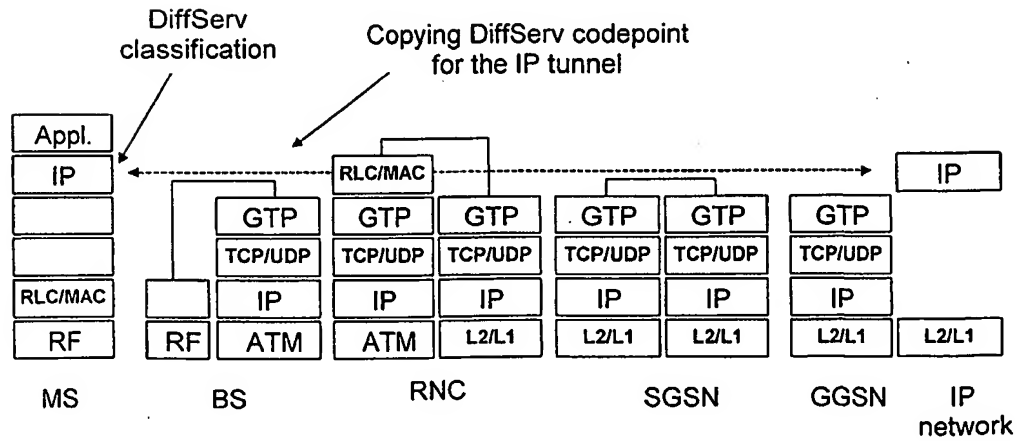 DiffServ
classification
Copying DiffServ codepoint
for the IP tunnel
Appl.
IP RLC/MAC IP
GTP GTP GTP GTP GTP GTP
TCP/UDP TCP/UDP TCP/UDP TCP/UDP TCP/UDP TCP/UDP
RLC/MAC IP IP IP IP IP IP
RF RF ATM ATM L2/L1 L2/L1 L2/L1 L2/L1 L2/L1
MS BS RNC SGSN GGSN IP
network